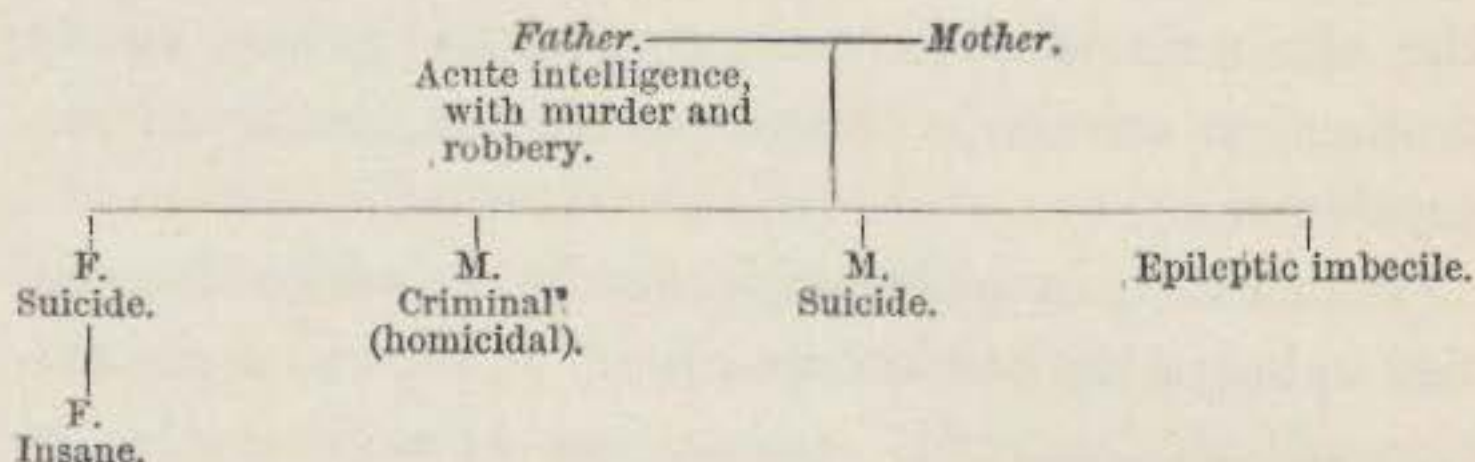 Father. Mother.
Acute intelligence,
with murder and
robbery.
F. M. M. Epileptic imbecile.
Suicide. Criminal* Suicide.
(homicidal).
F.
Insane.